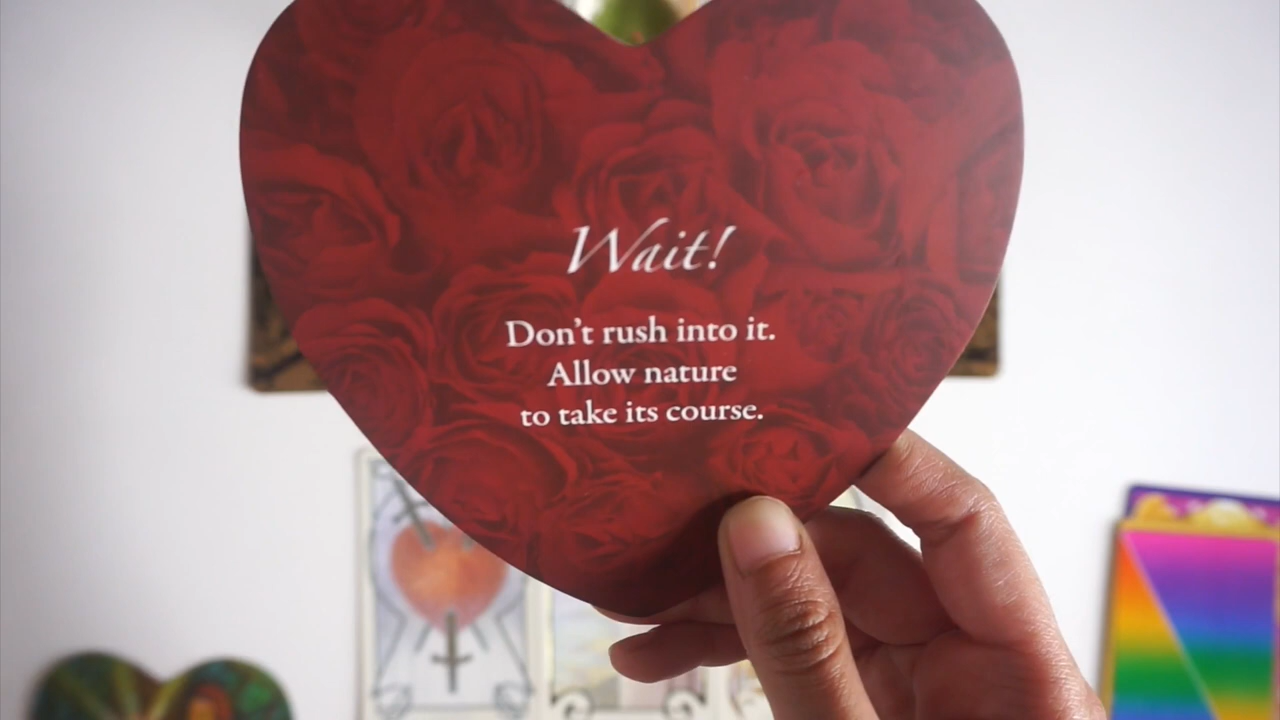 Wait!
Don't rush into it.
Allow nature
to take its course.